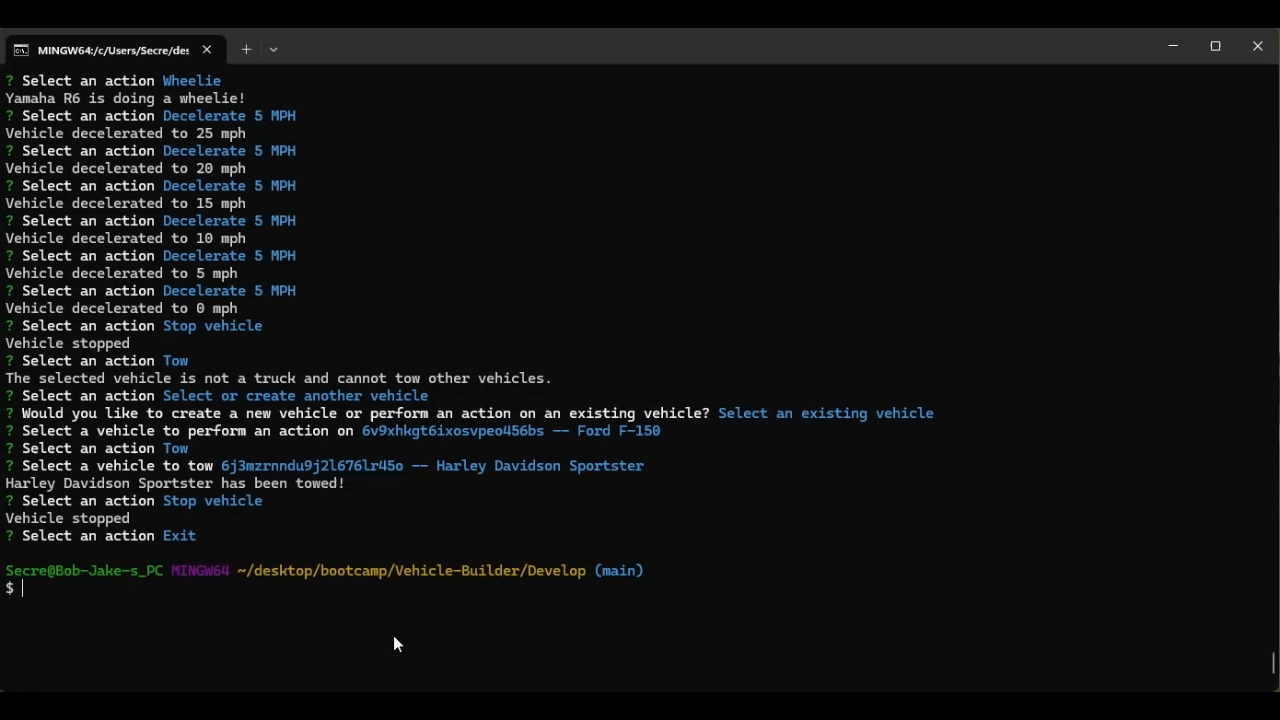 MINGW64:/c/Users/Secre/des
? Select an action Wheelie
Yamaha R6 is doing a wheelie!
? Select an action Decelerate 5 MPH
Vehicle decelerated to 25 mph
? Select an action Decelerate 5 MPH
Vehicle decelerated to 20 mph
? Select an action Decelerate 5 MPH
Vehicle decelerated to 15 mph
? Select an action Decelerate 5 MPH
Vehicle decelerated to 10 mph
? Select an action Decelerate 5 MPH
Vehicle decelerated to 5 mph
? Select an action Decelerate 5 MPH
Vehicle decelerated to 0 mph
? Select an action Stop vehicle
Vehicle stopped
? Select an action Tow
The selected vehicle is not a truck and cannot tow other vehicles.
? Select an action Select or create another vehicle
? Would you like to create a new vehicle or perform an action on an existing vehicle? Select an existing vehicle
? Select a vehicle to perform an action on 6v9xhkgt6ixosvpeo456bs -- Ford F-150
? Select an action Tow
? Select a vehicle to tow 6j3mzrnndu9j2l676lr45o -- Harley Davidson Sportster
Harley Davidson Sportster has been towed!
? Select an action Stop vehicle
Vehicle stopped
? Select an action Exit
Secre@Bob-Jake-s_PC MINGW64 ~/desktop/bootcamp/Vehicle-Builder/Develop (main)
$